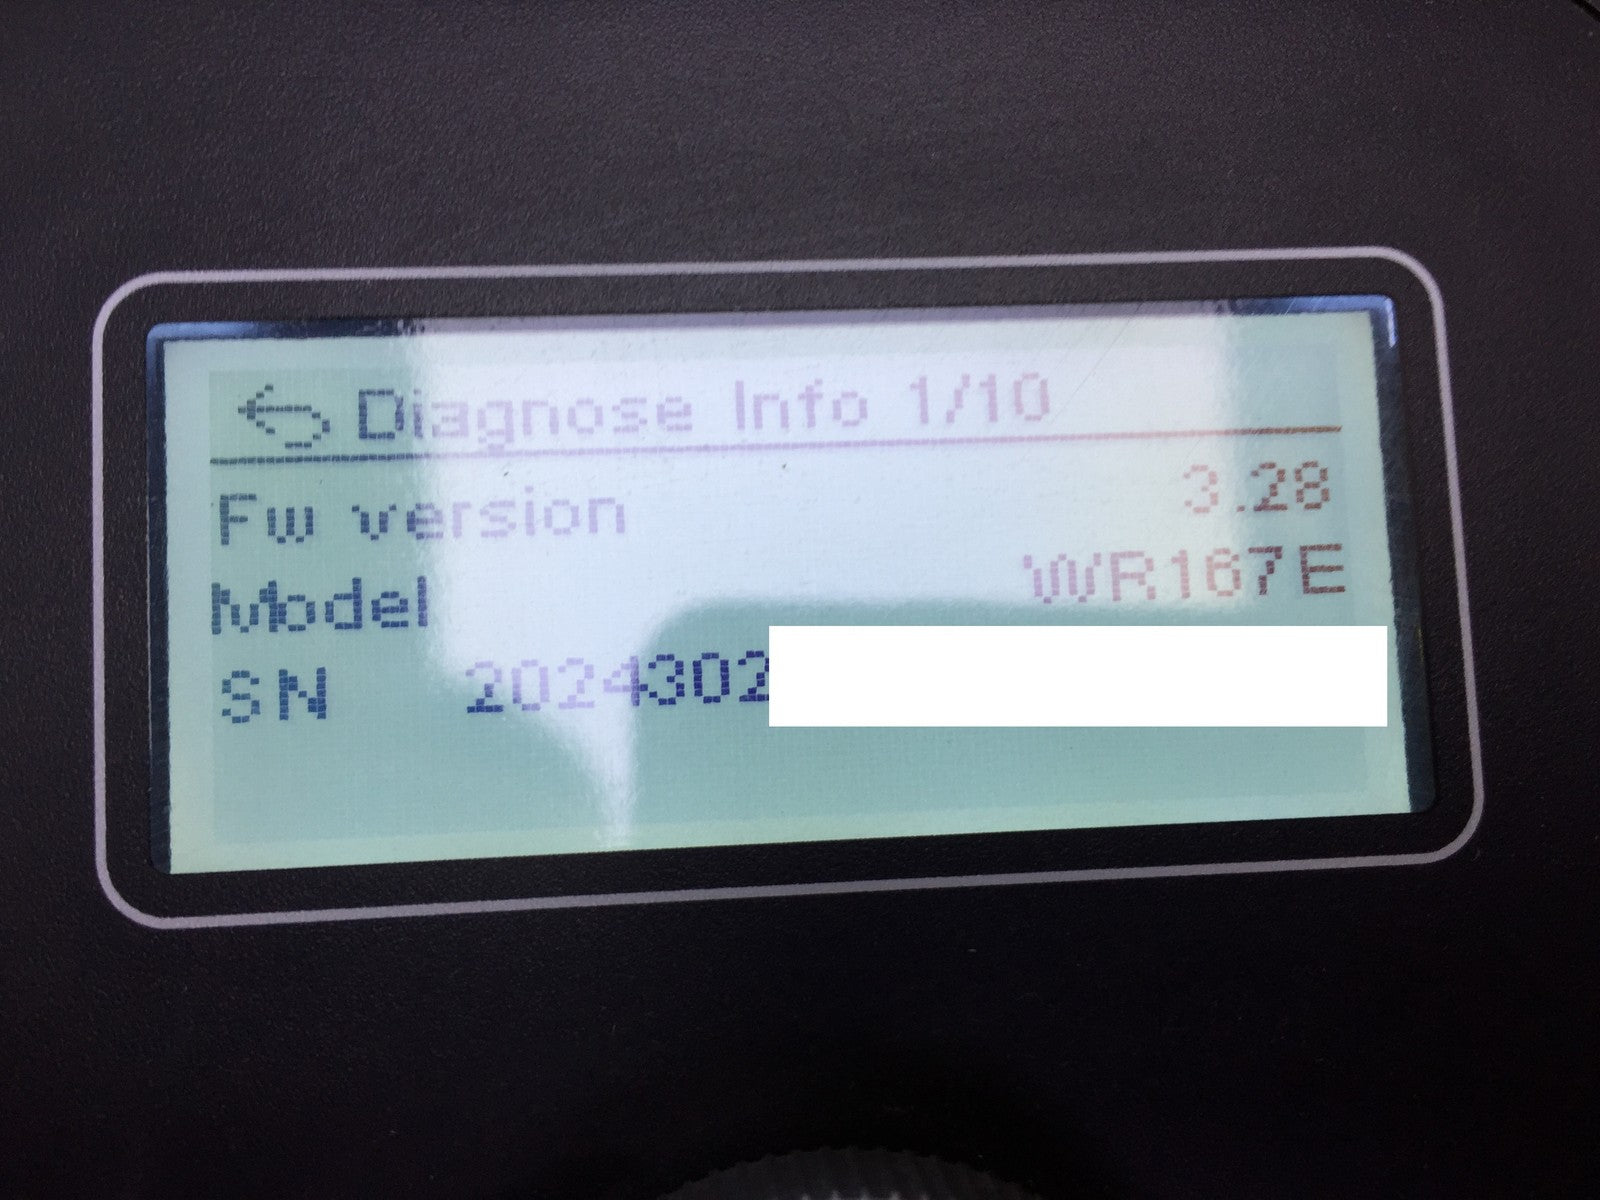 Diagnose Info 1/10
Fw version 3.28
Model WR167E
SN 2024302